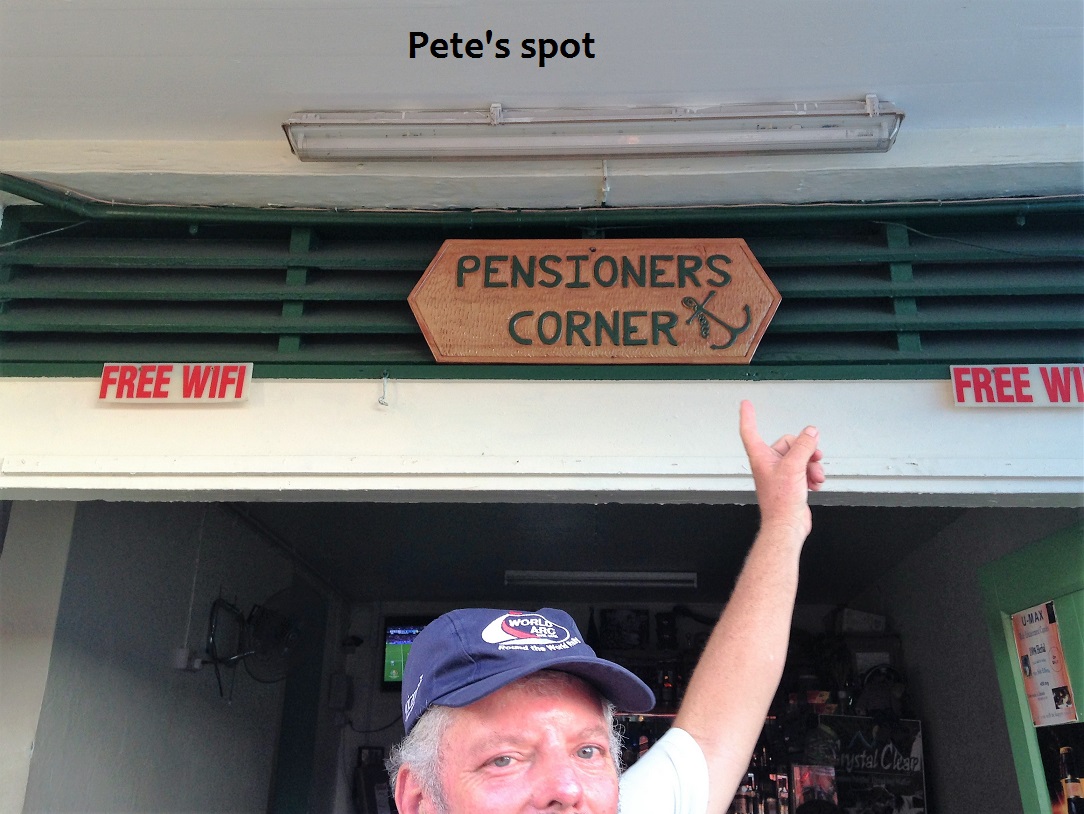 Pete's spot
PENSIONERS
CORNER
FREE WIFI
FREE WI
WORLD
ARC
Round the World Rally
U-MAX
Crystal Clear